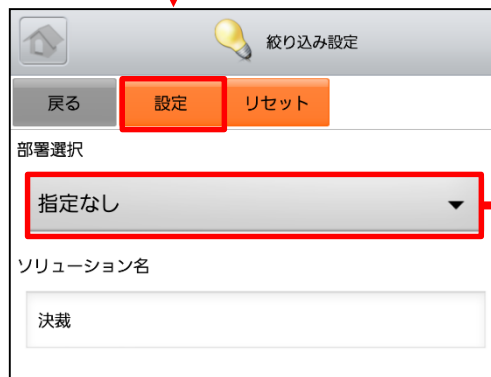 絞り込み設定
戻る 設定 リセット
部署選択
指定なし
ソリューション名
決裁